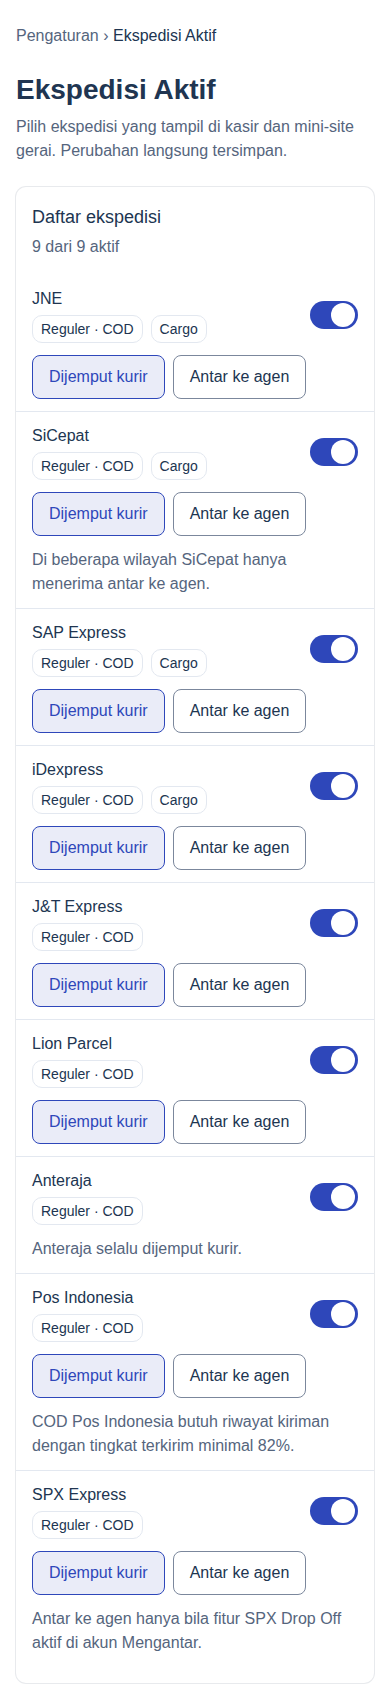 Pengaturan › Ekspedisi Aktif
Ekspedisi Aktif
Pilih ekspedisi yang tampil di kasir dan mini-site
gerai. Perubahan langsung tersimpan.
Daftar ekspedisi
9 dari 9 aktif
JNE
Reguler · COD Cargo
Dijemput kurir Antar ke agen
SiCepat
Reguler · COD Cargo
Dijemput kurir Antar ke agen
Di beberapa wilayah SiCepat hanya
menerima antar ke agen.
SAP Express
Reguler · COD Cargo
Dijemput kurir Antar ke agen
iDexpress
Reguler · COD Cargo
Dijemput kurir Antar ke agen
J&T Express
Reguler · COD
Dijemput kurir Antar ke agen
Lion Parcel
Reguler · COD
Dijemput kurir Antar ke agen
Anteraja
Reguler · COD
Anteraja selalu dijemput kurir.
Pos Indonesia
Reguler · COD
Dijemput kurir Antar ke agen
COD Pos Indonesia butuh riwayat kiriman
dengan tingkat terkirim minimal 82%.
SPX Express
Reguler · COD
Dijemput kurir Antar ke agen
Antar ke agen hanya bila fitur SPX Drop Off
aktif di akun Mengantar.